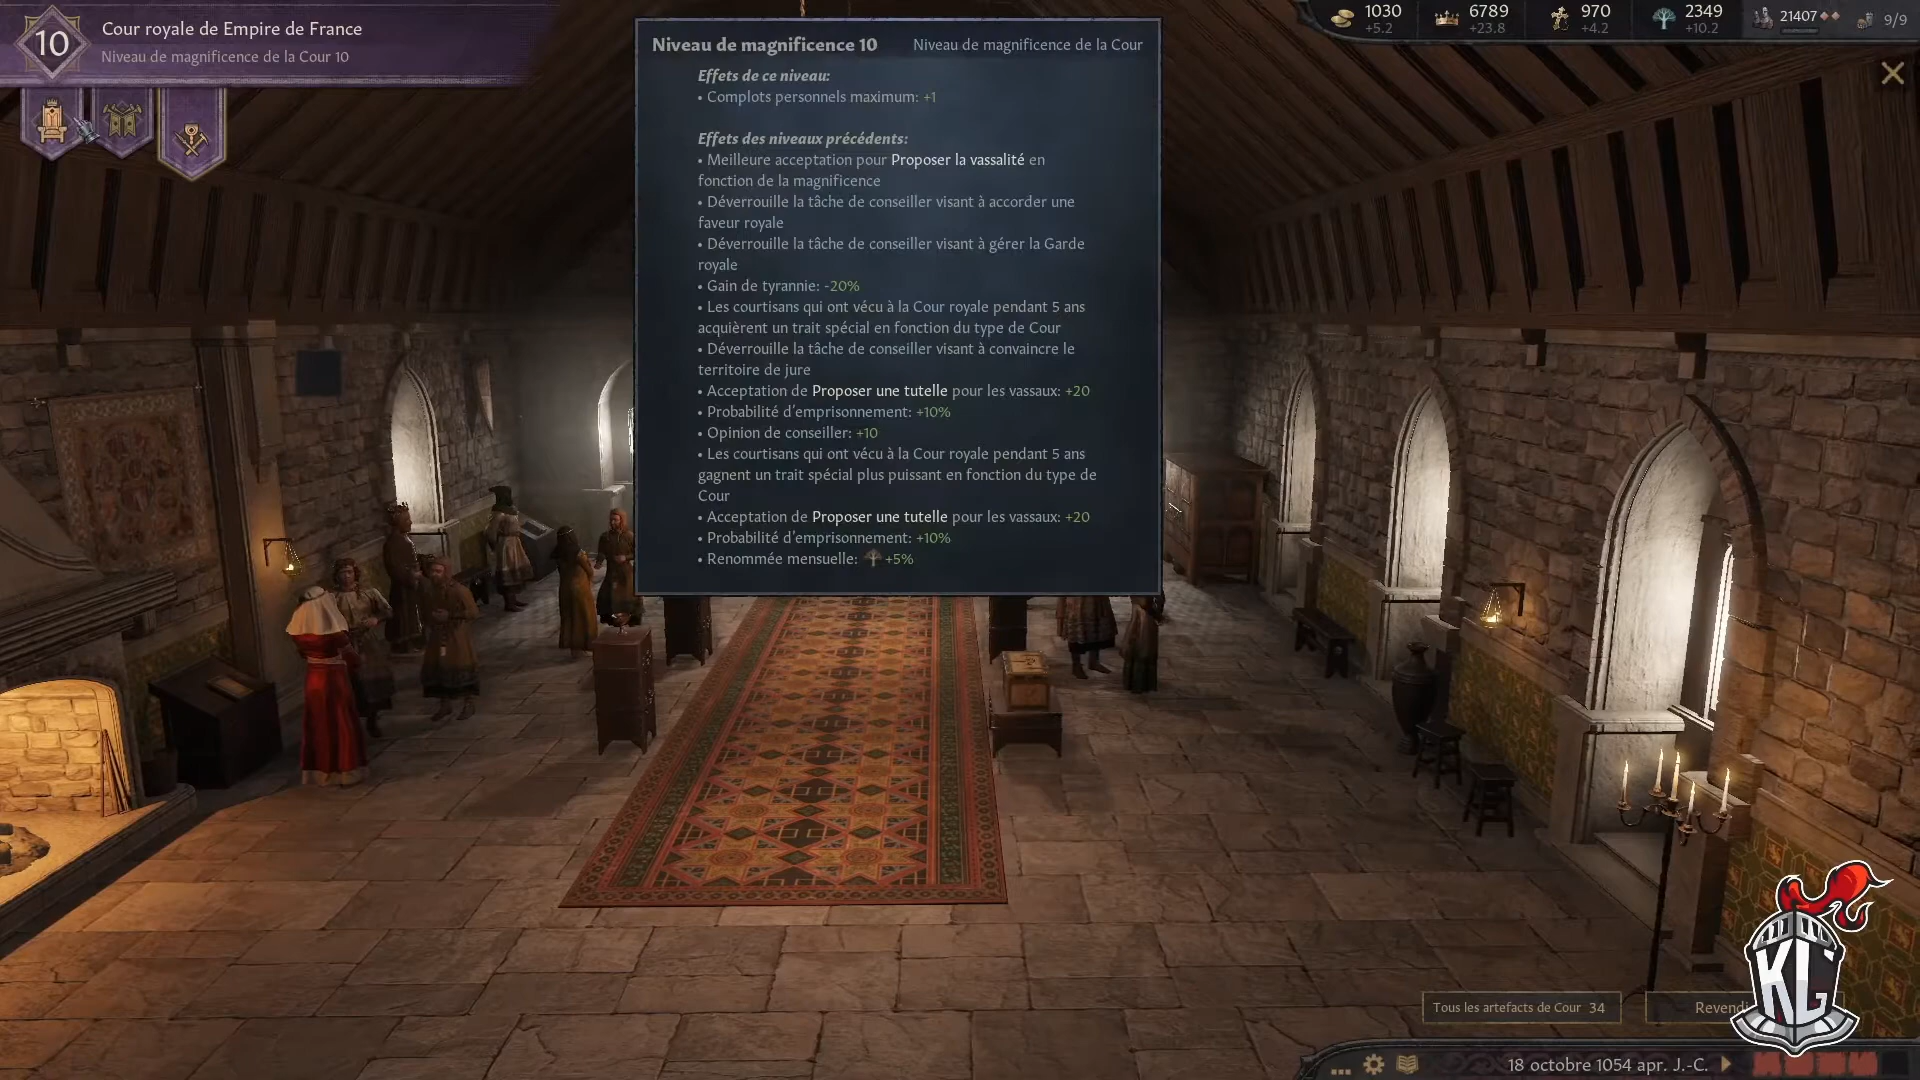 10
Cour royale de Empire de France
Niveau de magnificence de la Cour 10
1030
+5.2
6789
+23.8
970
+4.2
2349
+10.2
21407
9/9
Niveau de magnificence 10
Niveau de magnificence de la Cour
Effets de ce niveau:
• Complots personnels maximum: +1
Effets des niveaux précédents:
• Meilleure acceptation pour Proposer la vassalité en
fonction de la magnificence
• Déverrouille la tâche de conseiller visant à accorder une
faveur royale
• Déverrouille la tâche de conseiller visant à gérer la Garde
royale
• Gain de tyrannie: -20%
• Les courtisans qui ont vécu à la Cour royale pendant 5 ans
acquièrent un trait spécial en fonction du type de Cour
• Déverrouille la tâche de conseiller visant à convaincre le
territoire de jure
• Acceptation de Proposer une tutelle pour les vassaux: +20
• Probabilité d'emprisonnement: +10%
• Opinion de conseiller: +10
• Les courtisans qui ont vécu à la Cour royale pendant 5 ans
gagnent un trait spécial plus puissant en fonction du type de
Cour
• Acceptation de Proposer une tutelle pour les vassaux: +20
• Probabilité d'emprisonnement: +10%
• Renommée mensuelle: +5%
Tous les artefacts de Cour 34
Revendi
KG
18 octobre 1054 apr. J.-C.